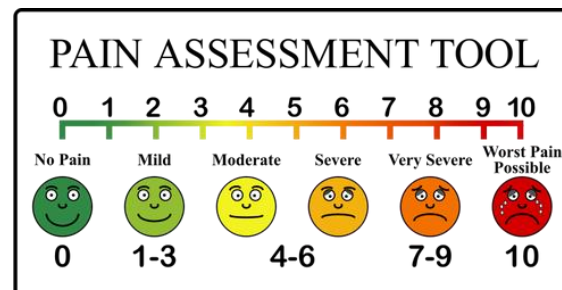 PAIN ASSESSMENT TOOL
0 1 2 3 4 5 6 7 8 9 10
No Pain Mild Moderate Severe Very Severe Worst Pain
Possible
0 1-3 4-6 7-9 10